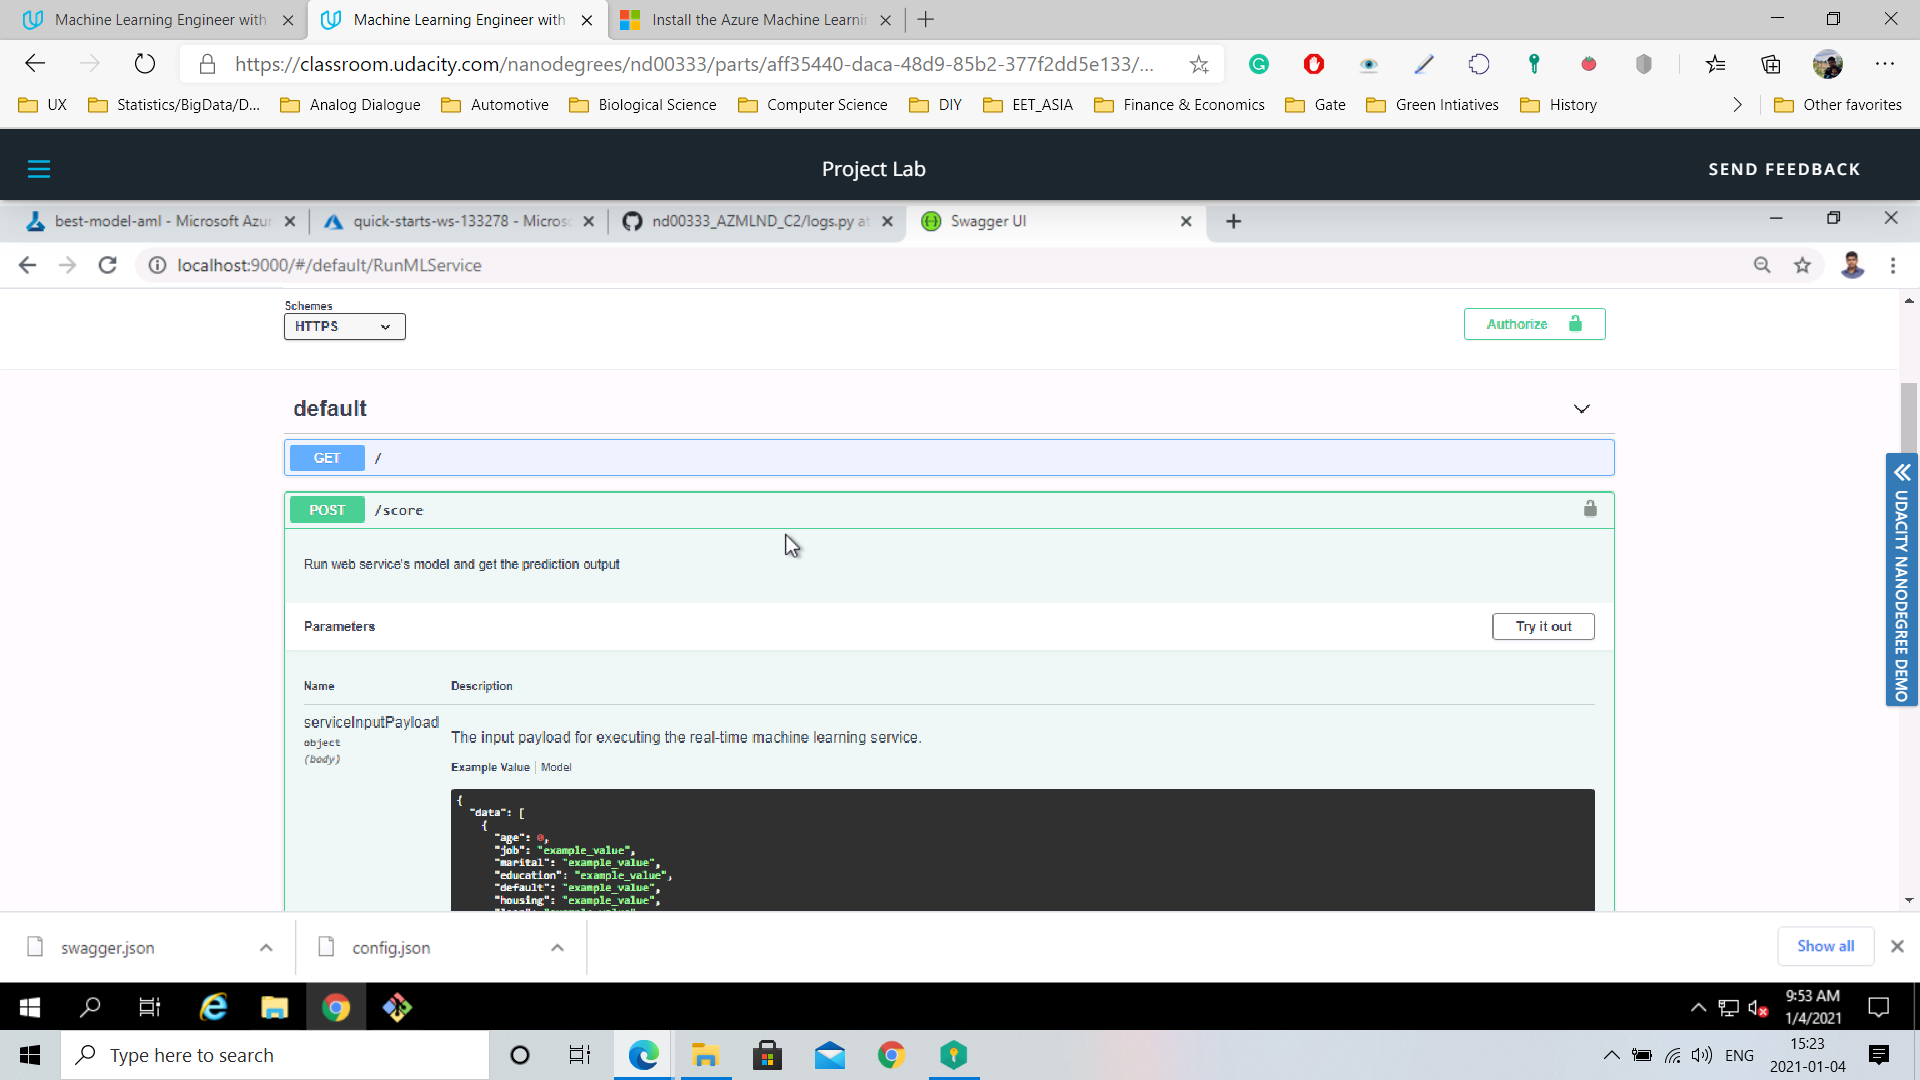 Machine Learning Engineer with
Machine Learning Engineer with
Install the Azure Machine Learnin
https://classroom.udacity.com/nanodegrees/nd00333/parts/aff35440-daca-48d9-85b2-377f2dd5e133/...
UX
Statistics/BigData/D...
Analog Dialogue
Automotive
Biological Science
Computer Science
DIY
EET_ASIA
Finance & Economics
Gate
Green Intiatives
History
Other favorites
Project Lab
SEND FEEDBACK
best-model-aml - Microsoft Azur
quick-starts-ws-133278 - Microso
nd00333_AZMLND_C2/logs.py at
Swagger UI
localhost:9000/#/default/RunMLService
Schemes
HTTPS
Authorize
default
GET /
POST /score
Run web service's model and get the prediction output
Parameters
Try it out
Name
Description
serviceInputPayload
object
(body)
The input payload for executing the real-time machine learning service.
Example Value | Model
{
"data": [
{
"age": 0,
"job": "example_value",
"marital": "example_value",
"education": "example_value",
"default": "example_value",
"housing": "example_value",
UDACITY NANODEGREE DEMO
swagger.json
config.json
Show all
9:53 AM
1/4/2021
Type here to search
ENG
15:23
2021-01-04